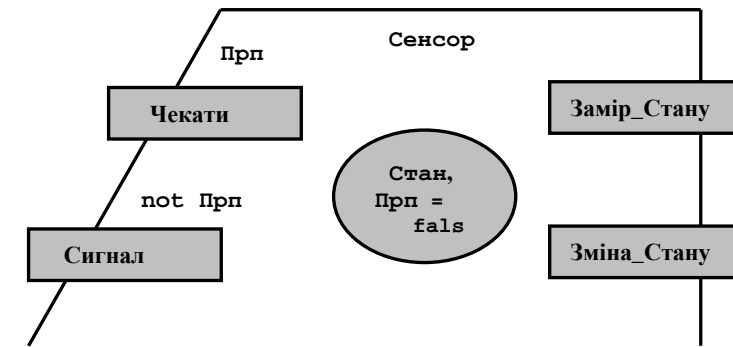 Прп
Сенсор
Чекати
Замір_Стану
not Прп
Стан,
Прп =
fals
Сигнал
Зміна_Стану